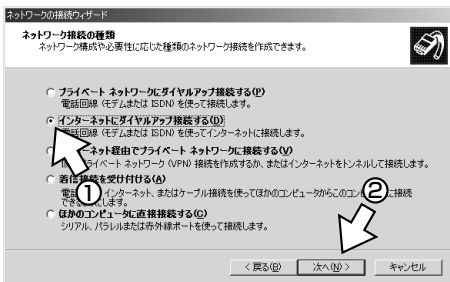 ネットワークの接続ウィザード
ネットワーク接続の種類
ネットワーク構成や必要性に応じた種類のネットワーク接続を作成できます。
プライベート ネットワークにダイヤルアップ接続する(P)
電話回線 (モデムまたは ISDN) を使って接続します。
インターネットにダイヤルアップ接続する(D)
電話回線 (モデムまたは ISDN) を使ってインターネットに接続します。
ーネット経由でプライベート ネットワークに接続する(V)
ライベート ネットワーク (VPN) 接続を作成するか、またはインターネットをトンネルして接続します。
着信接続を受け付ける(A)
電話 インターネット、またはケーブル接続を使ってほかのコンピュータからこのコン に接続
できる にします。
ほかのコンピュータに直接接続する(C)
シリアル、パラレルまたは赤外線ポートを使って接続します。
① ②
< 戻る(B) 次へ(N) > キャンセル